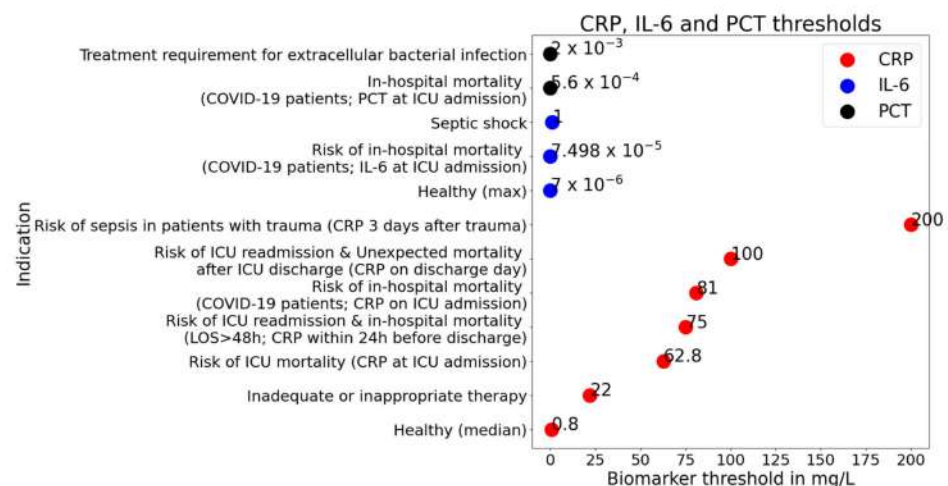 CRP, IL-6 and PCT thresholds
Treatment requirement for extracellular bacterial infection
2 x 10⁻³
In-hospital mortality
(COVID-19 patients; PCT at ICU admission)
5.6 x 10⁻⁴
Septic shock
1
Risk of in-hospital mortality
(COVID-19 patients; IL-6 at ICU admission)
7.498 x 10⁻⁵
Healthy (max)
7 x 10⁻⁶
Risk of sepsis in patients with trauma (CRP 3 days after trauma)
200
Risk of ICU readmission & Unexpected mortality
after ICU discharge (CRP on discharge day)
100
Risk of in-hospital mortality
(COVID-19 patients; CRP on ICU admission)
81
Risk of ICU readmission & in-hospital mortality
(LOS>48h; CRP within 24h before discharge)
75
Risk of ICU mortality (CRP at ICU admission)
62.8
Inadequate or inappropriate therapy
22
Healthy (median)
0.8
CRP
IL-6
PCT
Indication
0 25 50 75 100 125 150 175 200
Biomarker threshold in mg/L